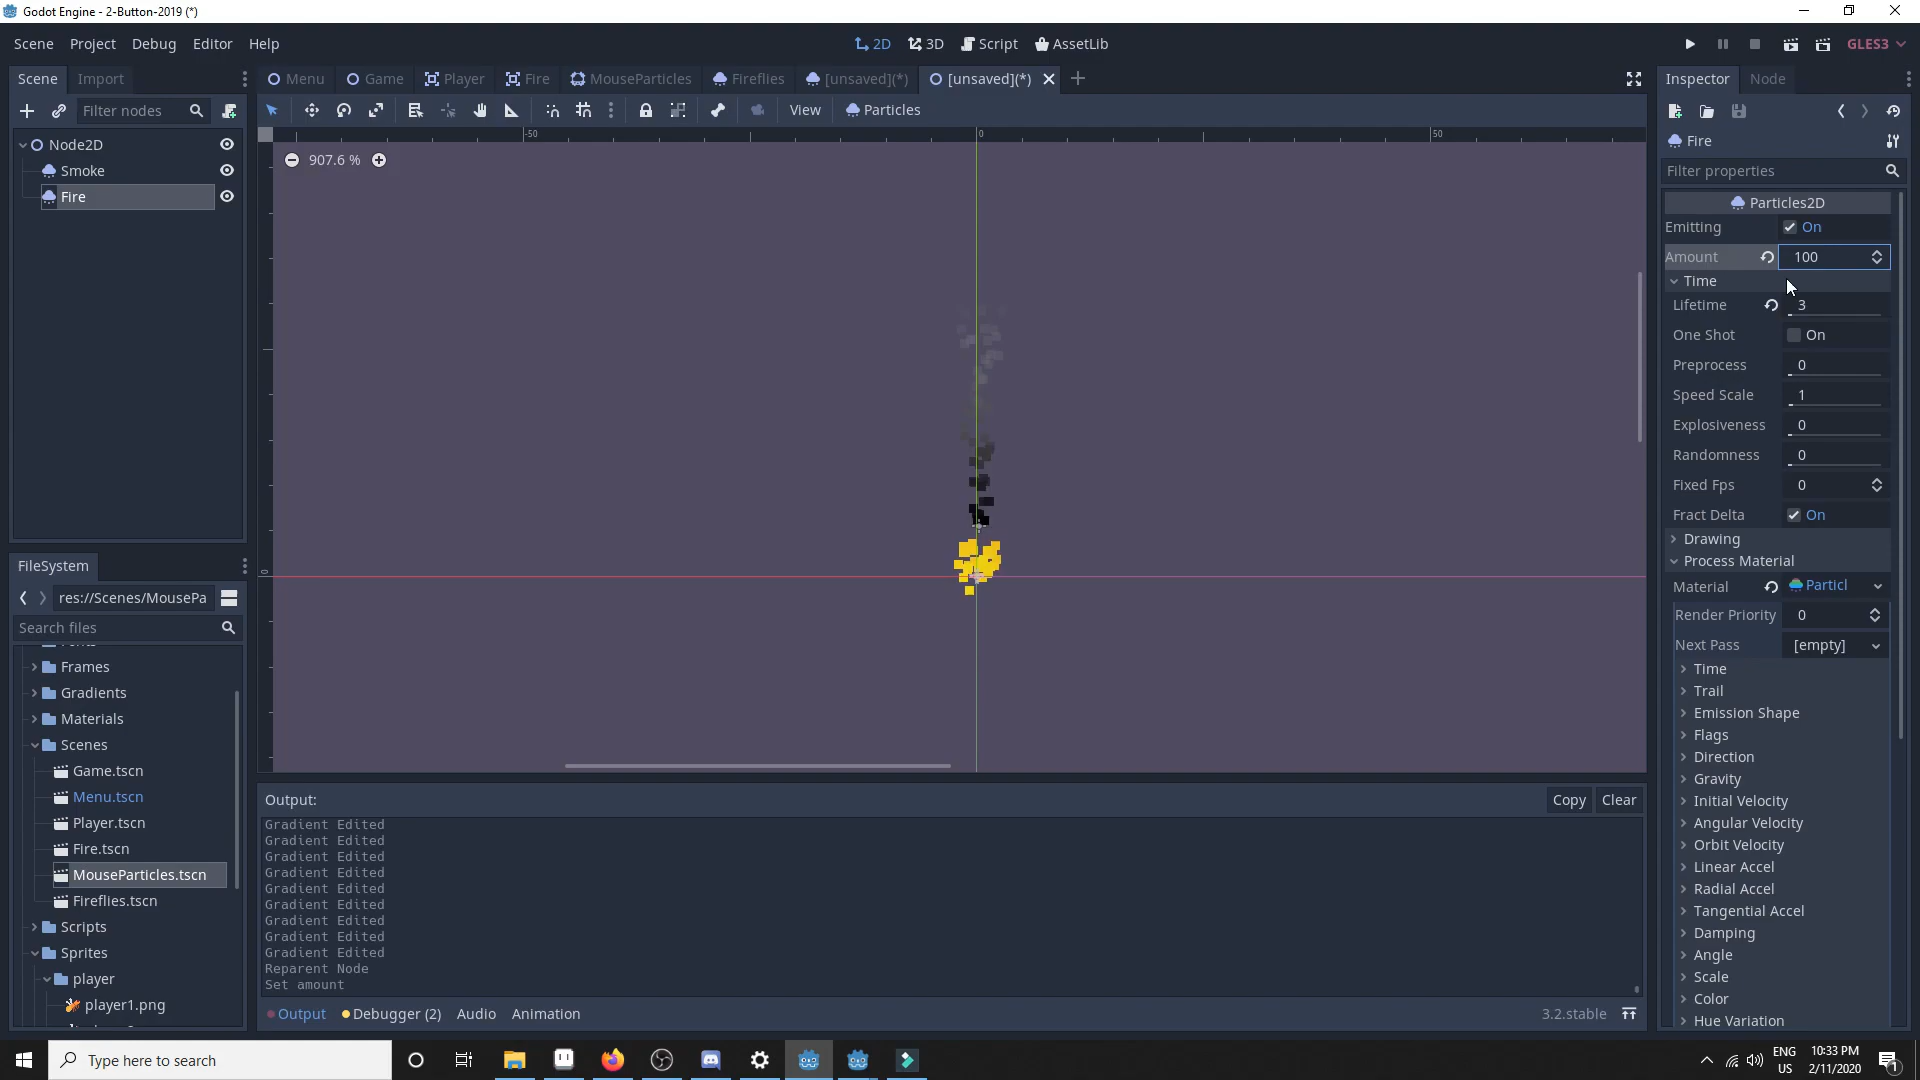 Godot Engine - 2-Button-2019 (*)
Scene Project Debug Editor Help
2D 3D Script AssetLib
GLES3
Scene Import
Menu Game Player Fire MouseParticles Fireflies [unsaved](*) [unsaved](*)
Inspector Node
Filter nodes
View Particles
Node2D
Smoke
Fire
-50 0 50
907.6 %
0
Fire
Filter properties
Particles2D
Emitting On
Amount 100
Time
Lifetime 3
One Shot On
Preprocess 0
Speed Scale 1
Explosiveness 0
Randomness 0
Fixed Fps 0
Fract Delta On
Drawing
Process Material
Material Particl
Render Priority 0
Next Pass [empty]
Time
Trail
Emission Shape
Flags
Direction
Gravity
Initial Velocity
Angular Velocity
Orbit Velocity
Linear Accel
Radial Accel
Tangential Accel
Damping
Angle
Scale
Color
Hue Variation
FileSystem
res://Scenes/MousePa
Search files
Frames
Gradients
Materials
Scenes
Game.tscn
Menu.tscn
Player.tscn
Fire.tscn
MouseParticles.tscn
Fireflies.tscn
Scripts
Sprites
player
player1.png
Output:
Copy Clear
Gradient Edited
Gradient Edited
Gradient Edited
Gradient Edited
Gradient Edited
Gradient Edited
Gradient Edited
Gradient Edited
Gradient Edited
Reparent Node
Set amount
Output Debugger (2) Audio Animation
3.2.stable
Type here to search
ENG
US
10:33 PM
2/11/2020
1